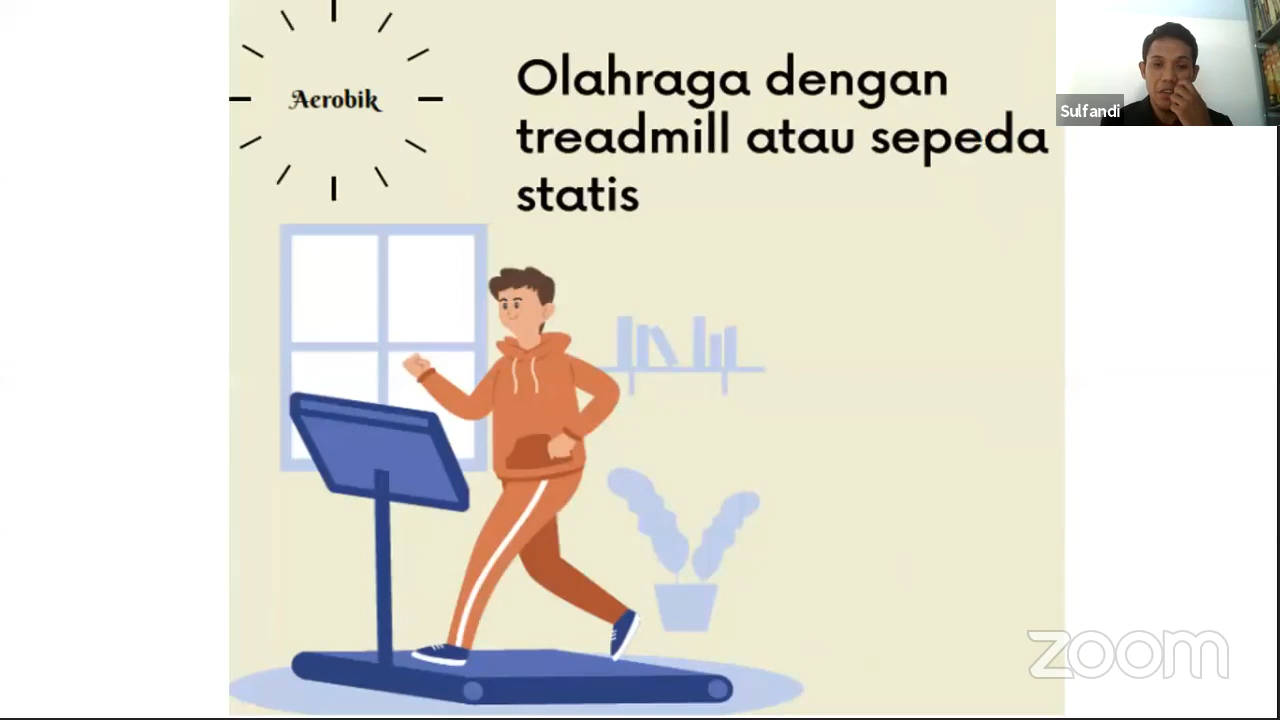 Aerobik
Olahraga dengan
treadmill atau sepeda
statis
Sulfandi
zoom